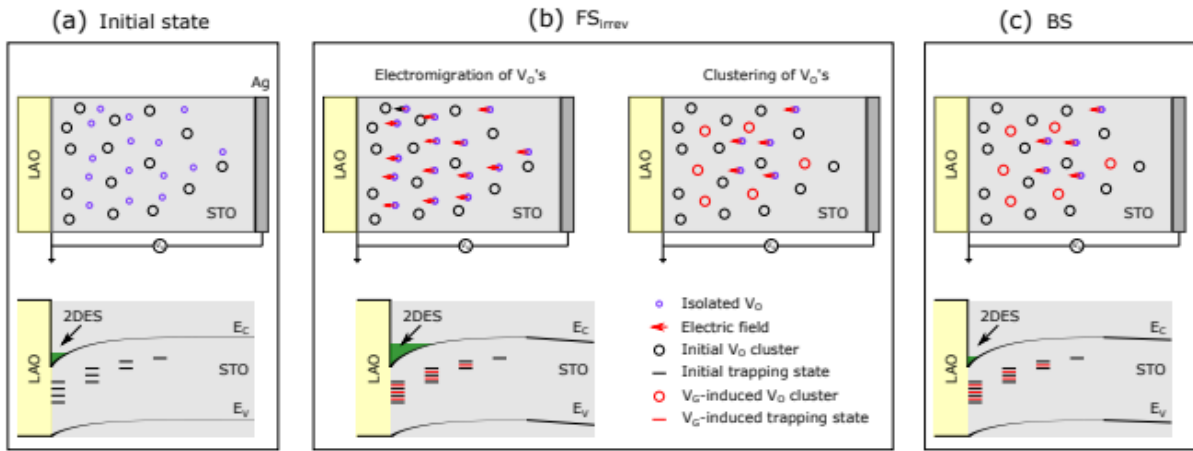 (a) Initial state
(b) FSirrev
(c) BS
Ag
LAO
STO
2DES
EC
LAO
STO
EV
Electromigration of VO's
Clustering of VO's
LAO
STO
LAO
STO
2DES
EC
LAO
STO
EV
Isolated VO
Electric field
Initial VO cluster
Initial trapping state
VG-induced VO cluster
VG-induced trapping state
LAO
STO
2DES
EC
LAO
STO
EV